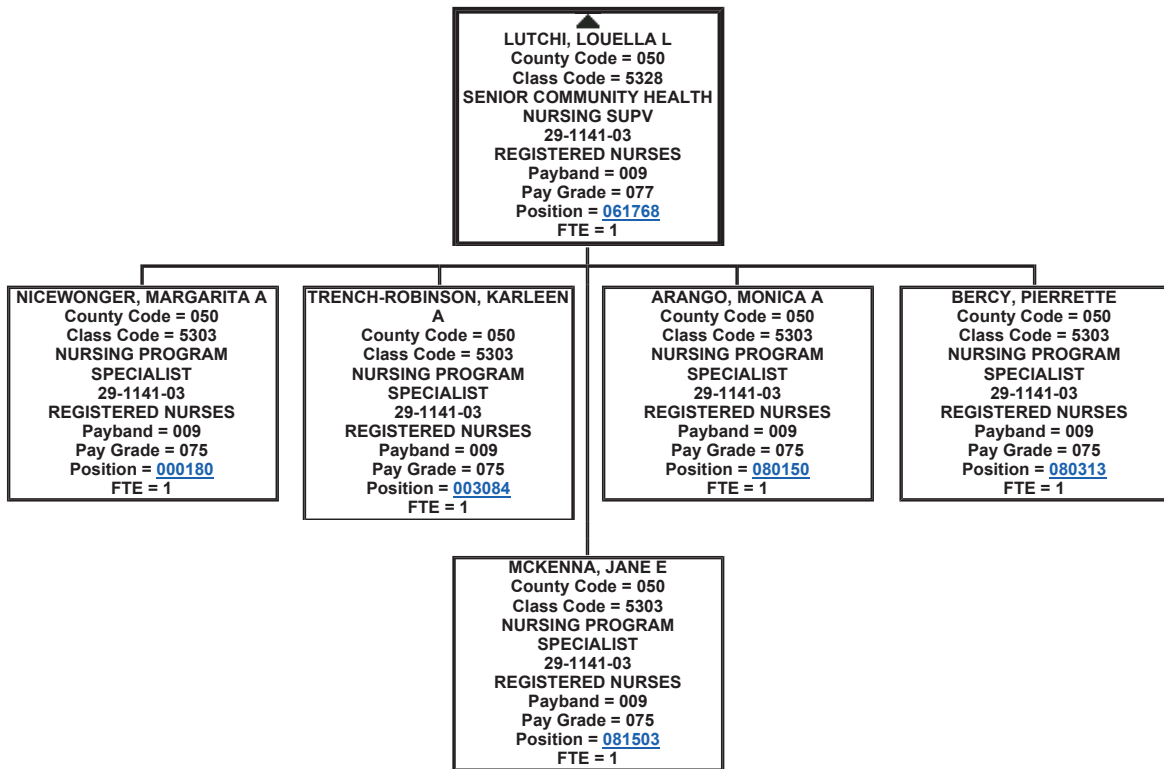 LUTCHI, LOUELLA L
County Code = 050
Class Code = 5328
SENIOR COMMUNITY HEALTH
NURSING SUPV
29-1141-03
REGISTERED NURSES
Payband = 009
Pay Grade = 077
Position = 061768
FTE = 1
NICEWONGER, MARGARITA A
County Code = 050
Class Code = 5303
NURSING PROGRAM
SPECIALIST
29-1141-03
REGISTERED NURSES
Payband = 009
Pay Grade = 075
Position = 000180
FTE = 1
TRENCH-ROBINSON, KARLEEN
A
County Code = 050
Class Code = 5303
NURSING PROGRAM
SPECIALIST
29-1141-03
REGISTERED NURSES
Payband = 009
Pay Grade = 075
Position = 003084
FTE = 1
ARANGO, MONICA A
County Code = 050
Class Code = 5303
NURSING PROGRAM
SPECIALIST
29-1141-03
REGISTERED NURSES
Payband = 009
Pay Grade = 075
Position = 080150
FTE = 1
BERCY, PIERRETTE
County Code = 050
Class Code = 5303
NURSING PROGRAM
SPECIALIST
29-1141-03
REGISTERED NURSES
Payband = 009
Pay Grade = 075
Position = 080313
FTE = 1
MCKENNA, JANE E
County Code = 050
Class Code = 5303
NURSING PROGRAM
SPECIALIST
29-1141-03
REGISTERED NURSES
Payband = 009
Pay Grade = 075
Position = 081503
FTE = 1